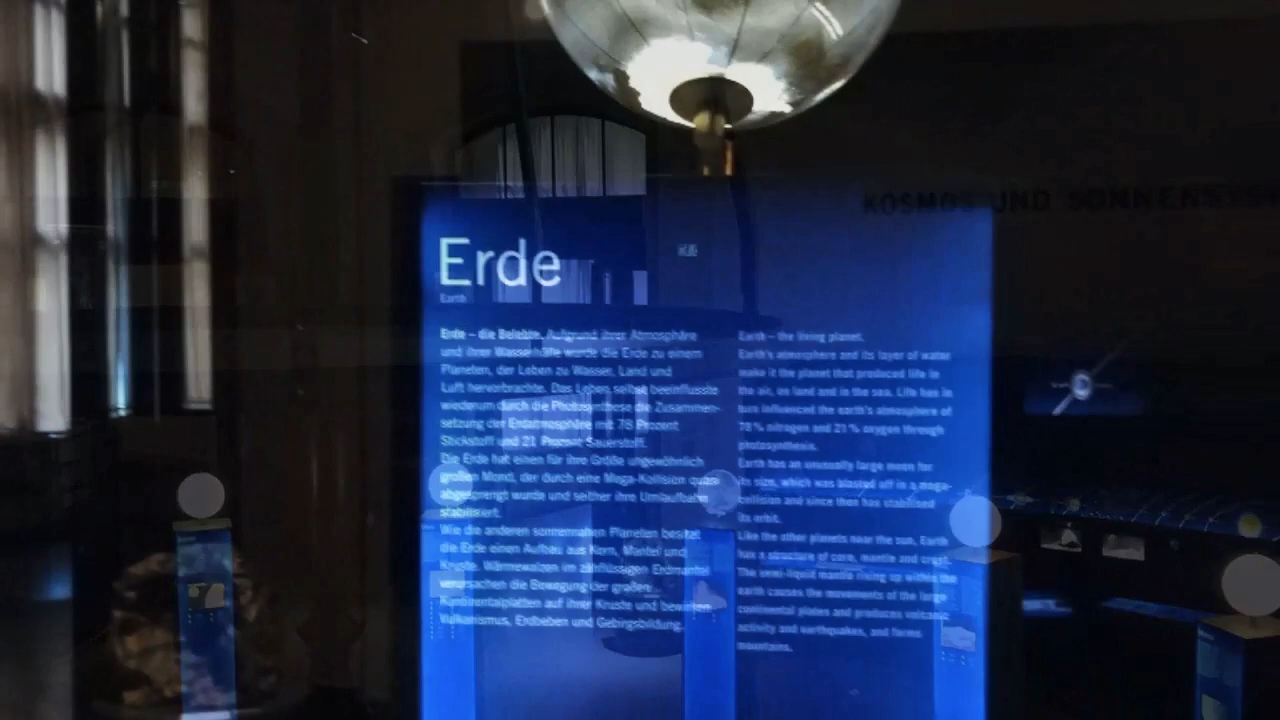 KOSMOS UND SONNENSYS
Erde
Earth
Erde – die Belebte. Aufgrund ihrer Atmosphäre
und ihrer Wasserhülle wurde die Erde zu einem
Planeten, der Leben zu Wasser, Land und
Luft hervorbrachte. Das Leben selbst beeinflusste
wiederum durch die Photosynthese die Zusammen-
setzung der Erdatmosphäre mit 78 Prozent
Stickstoff und 21 Prozent Sauerstoff.
Die Erde hat einen für ihre Größe ungewöhnlich
großen Mond, der durch eine Mega-Kollision quasi
abgesprengt wurde und seither ihre Umlaufbahn
stabilisiert.
Wie die anderen sonnennahen Planeten besitzt
die Erde einen Aufbau aus Kern, Mantel und
Kruste. Wärmewalzen im zähflüssigen Erdmantel
verursachen die Bewegung der großen
Kontinentalplatten auf ihrer Kruste und bewirken
Vulkanismus, Erdbeben und Gebirgsbildung.
Earth – the living planet.
Earth's atmosphere and its layer of water
make it the planet that produced life in
the air, on land and in the sea. Life has in
turn influenced the earth's atmosphere of
78 % nitrogen and 21 % oxygen through
photosynthesis.
Earth has an unusually large moon for
its size, which was blasted off in a mega-
collision and since then has stabilised
its orbit.
Like the other planets near the sun, Earth
has a structure of core, mantle and crust.
The semi-liquid mantle rising up within the
earth causes the movements of the large
continental plates and produces volcanic
activity and earthquakes, and forms
mountains.